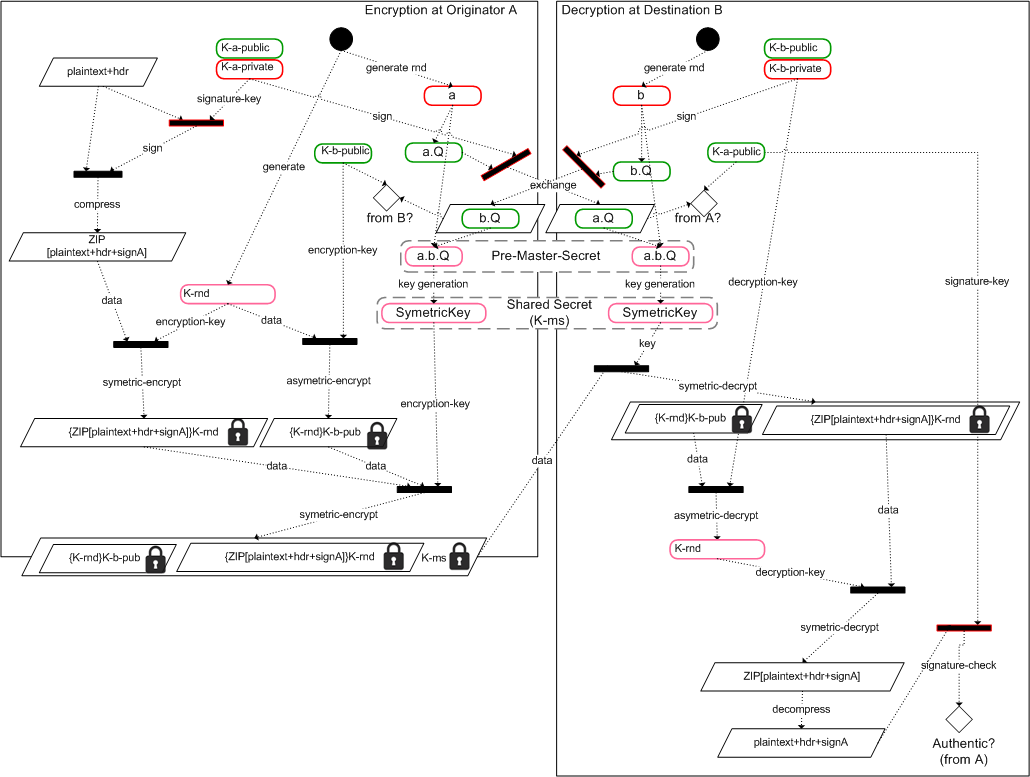 Encryption at Originator A
Decryption at Destination B
K-a-public
K-a-private
plaintext+hdr
signature-key
generate rnd
a
sign
sign
generate
K-b-public
a.Q
compress
from B?
b.Q
exchange
ZIP
[plaintext+hdr+signA]
encryption-key
a.b.Q
Pre-Master-Secret
a.b.Q
data
K-rnd
key generation
key generation
encryption-key
data
Shared Secret
(K-ms)
SymetricKey
SymetricKey
symetric-encrypt
asymetric-encrypt
encryption-key
{ZIP[plaintext+hdr+signA]}K-rnd
{K-rnd}K-b-pub
data
data
symetric-encrypt
{K-rnd}K-b-pub
{ZIP[plaintext+hdr+signA]}K-rnd
K-ms
data
K-b-public
K-b-private
generate rnd
b
sign
K-a-public
b.Q
a.Q
from A?
decryption-key
signature-key
key
symetric-decrypt
{K-rnd}K-b-pub
{ZIP[plaintext+hdr+signA]}K-rnd
data
data
asymetric-decrypt
K-rnd
decryption-key
symetric-decrypt
signature-check
ZIP[plaintext+hdr+signA]
decompress
plaintext+hdr+signA
Authentic?
(from A)